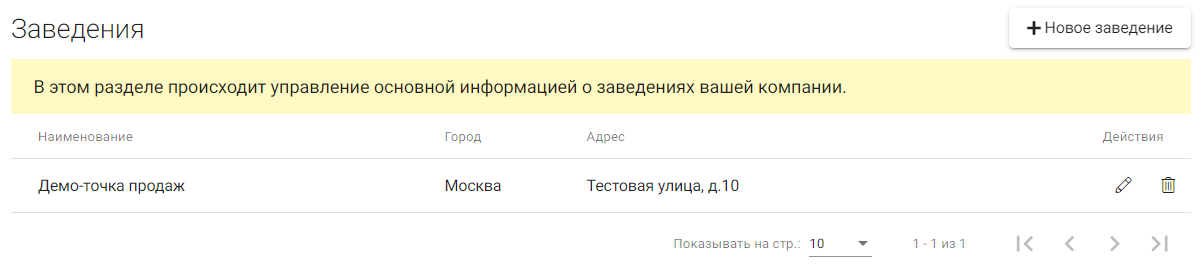 Заведения
Новое заведение
В этом разделе происходит управление основной информацией о заведениях вашей компании.
Наименование Город Адрес Действия
Демо-точка продаж Москва Тестовая улица, д.10
Показывать на стр.: 10 1 - 1 из 1